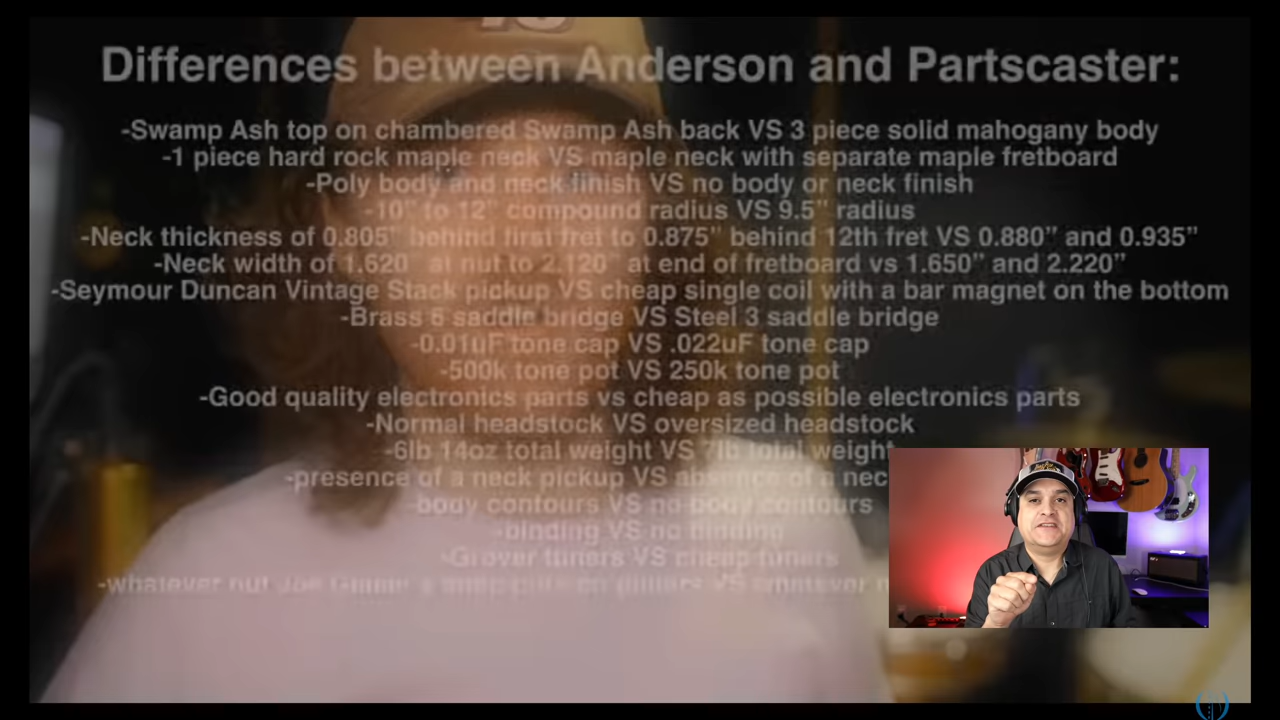 Differences between Anderson and Partscaster:
-Swamp Ash top on chambered Swamp Ash back VS 3 piece solid mahogany body
-1 piece hard rock maple neck VS maple neck with separate maple fretboard
-Poly body and neck finish VS no body or neck finish
-10” to 12” compound radius VS 9.5” radius
-Neck thickness of 0.805” behind first fret to 0.875” behind 12th fret VS 0.880” and 0.935”
-Neck width of 1.620” at nut to 2.120” at end of fretboard vs 1.650” and 2.220”
-Seymour Duncan Vintage Stack pickup VS cheap single coil with a bar magnet on the bottom
-Brass 6 saddle bridge VS Steel 3 saddle bridge
-0.01uF tone cap VS .022uF tone cap
-500k tone pot VS 250k tone pot
-Good quality electronics parts vs cheap as possible electronics parts
-Normal headstock VS oversized headstock
-6lb 14oz total weight VS 7lb total weight
-presence of a neck pickup VS absence of a nec
-body contours VS no body contours
-binding VS no binding
-Grover tuners VS cheap tuners
-whatever nut Joe